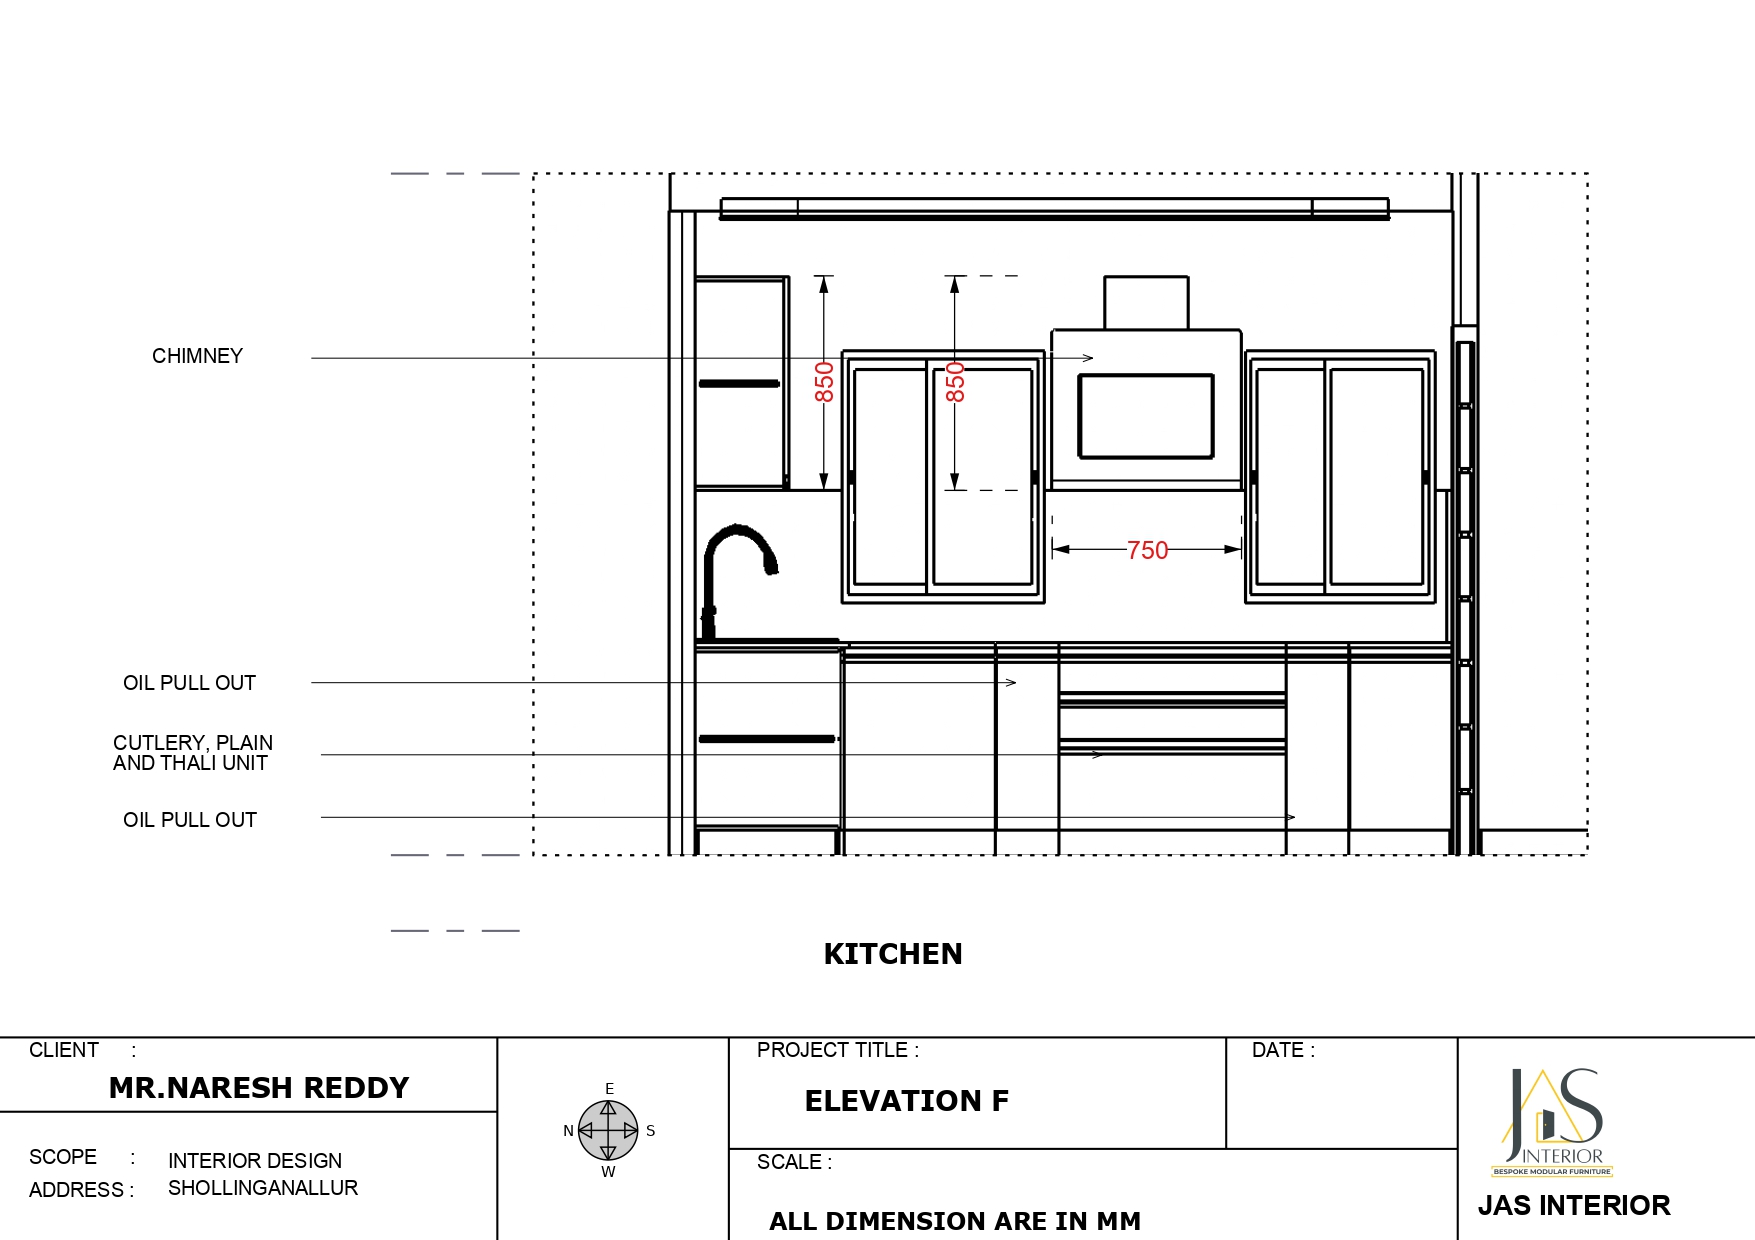 CHIMNEY
850
850
750
OIL PULL OUT
CUTLERY, PLAIN
AND THALI UNIT
OIL PULL OUT
KITCHEN
CLIENT :
MR.NARESH REDDY
SCOPE : INTERIOR DESIGN
ADDRESS : SHOLLINGANALLUR
E
N S
W
PROJECT TITLE :
ELEVATION F
DATE :
SCALE :
ALL DIMENSION ARE IN MM
JAS
INTERIOR
BESPOKE MODULAR FURNITURE
JAS INTERIOR